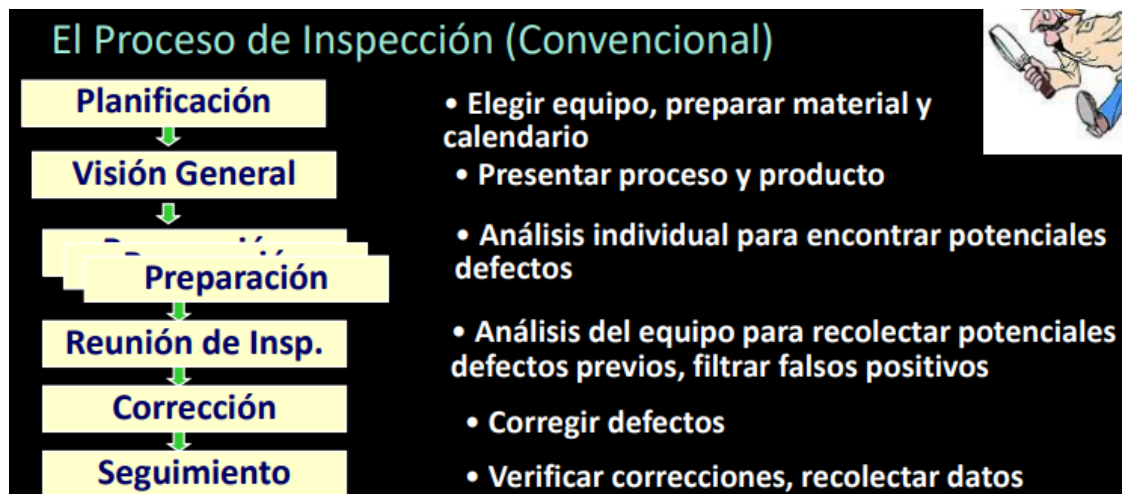 El Proceso de Inspección (Convencional)
Planificación
• Elegir equipo, preparar material y
calendario
Visión General
• Presentar proceso y producto
Preparación
• Análisis individual para encontrar potenciales
defectos
Reunión de Insp.
• Análisis del equipo para recolectar potenciales
defectos previos, filtrar falsos positivos
Corrección
• Corregir defectos
Seguimiento
• Verificar correcciones, recolectar datos